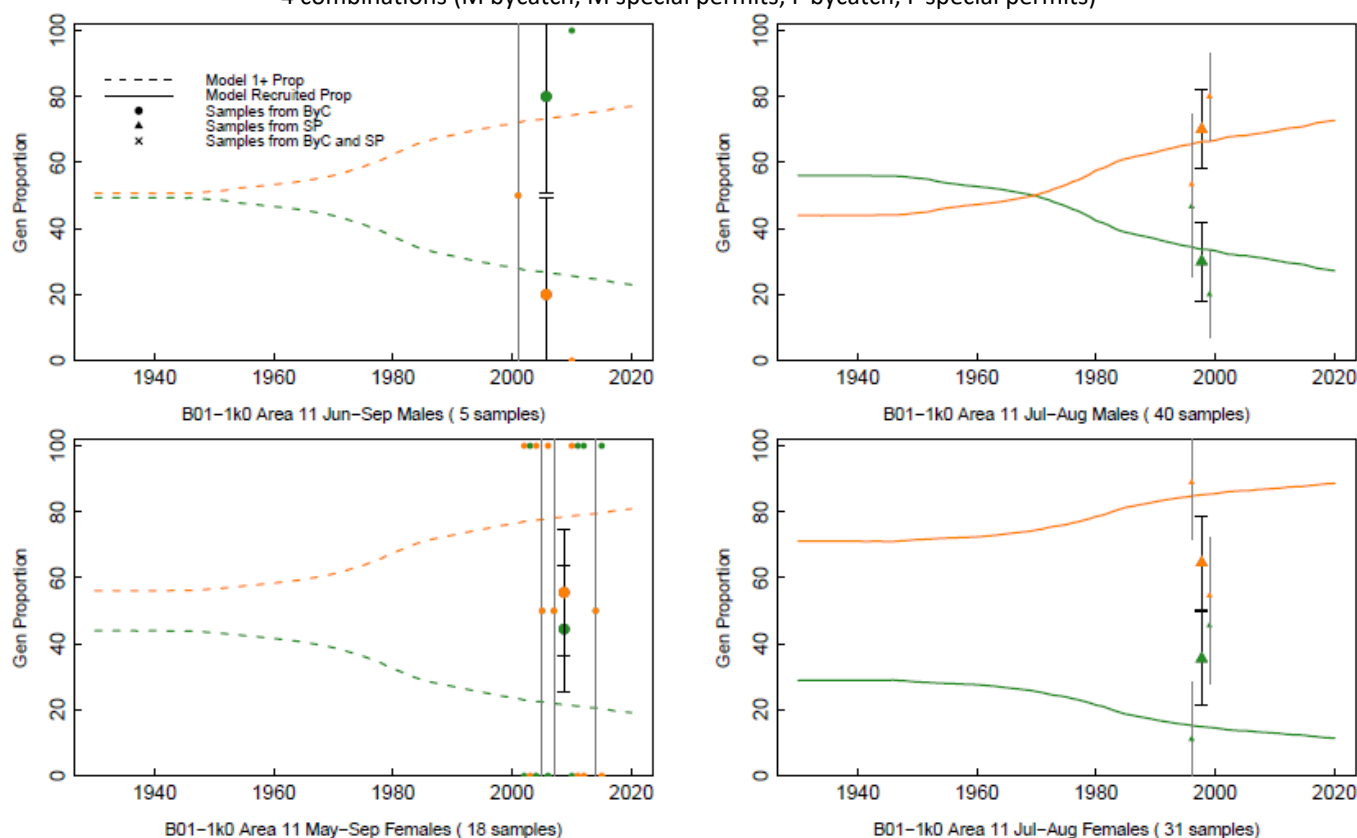 4 combinations (M bycatch, M special permits, F bycatch, F special permits)
Gen Proportion
0 20 40 60 80 100
Model 1+ Prop
Model Recruited Prop
Samples from ByC
Samples from SP
Samples from ByC and SP
1940 1960 1980 2000 2020
B01-1k0 Area 11 Jun-Sep Males ( 5 samples)
Gen Proportion
0 20 40 60 80 100
1940 1960 1980 2000 2020
B01-1k0 Area 11 Jul-Aug Males ( 40 samples)
Gen Proportion
0 20 40 60 80 100
1940 1960 1980 2000 2020
B01-1k0 Area 11 May-Sep Females ( 18 samples)
Gen Proportion
0 20 40 60 80 100
1940 1960 1980 2000 2020
B01-1k0 Area 11 Jul-Aug Females ( 31 samples)